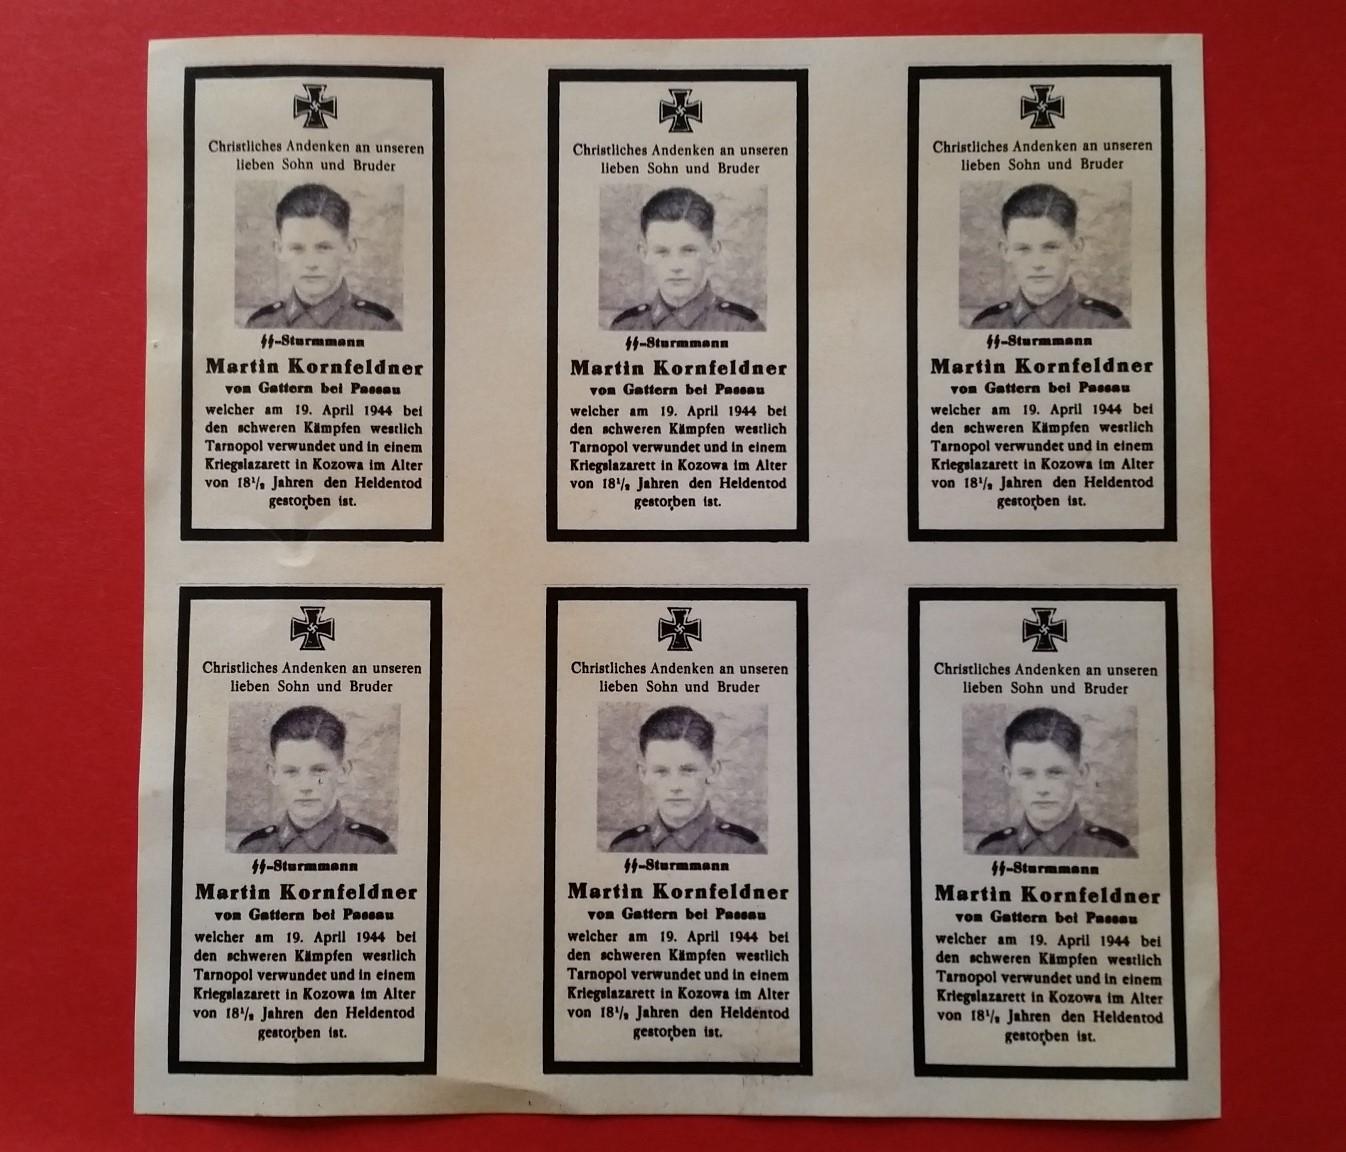 Christliches Andenken an unseren
lieben Sohn und Bruder
ᛋᛋ-Sturmmann
Martin Kornfeldner
von Gattern bei Passau
welcher am 19. April 1944 bei
den schweren Kämpfen westlich
Tarnopol verwundet und in einem
Kriegslazarett in Kozowa im Alter
von 18¹/₂ Jahren den Heldentod
gestorben ist.
Christliches Andenken an unseren
lieben Sohn und Bruder
ᛋᛋ-Sturmmann
Martin Kornfeldner
von Gattern bei Passau
welcher am 19. April 1944 bei
den schweren Kämpfen westlich
Tarnopol verwundet und in einem
Kriegslazarett in Kozowa im Alter
von 18¹/₂ Jahren den Heldentod
gestorben ist.
Christliches Andenken an unseren
lieben Sohn und Bruder
ᛋᛋ-Sturmmann
Martin Kornfeldner
von Gattern bei Passau
welcher am 19. April 1944 bei
den schweren Kämpfen westlich
Tarnopol verwundet und in einem
Kriegslazarett in Kozowa im Alter
von 18¹/₂ Jahren den Heldentod
gestorben ist.
Christliches Andenken an unseren
lieben Sohn und Bruder
ᛋᛋ-Sturmmann
Martin Kornfeldner
von Gattern bei Passau
welcher am 19. April 1944 bei
den schweren Kämpfen westlich
Tarnopol verwundet und in einem
Kriegslazarett in Kozowa im Alter
von 18¹/₂ Jahren den Heldentod
gestorben ist.
Christliches Andenken an unseren
lieben Sohn und Bruder
ᛋᛋ-Sturmmann
Martin Kornfeldner
von Gattern bei Passau
welcher am 19. April 1944 bei
den schweren Kämpfen westlich
Tarnopol verwundet und in einem
Kriegslazarett in Kozowa im Alter
von 18¹/₂ Jahren den Heldentod
gestorben ist.
Christliches Andenken an unseren
lieben Sohn und Bruder
ᛋᛋ-Sturmmann
Martin Kornfeldner
von Gattern bei Passau
welcher am 19. April 1944 bei
den schweren Kämpfen westlich
Tarnopol verwundet und in einem
Kriegslazarett in Kozowa im Alter
von 18¹/₂ Jahren den Heldentod
gestorben ist.